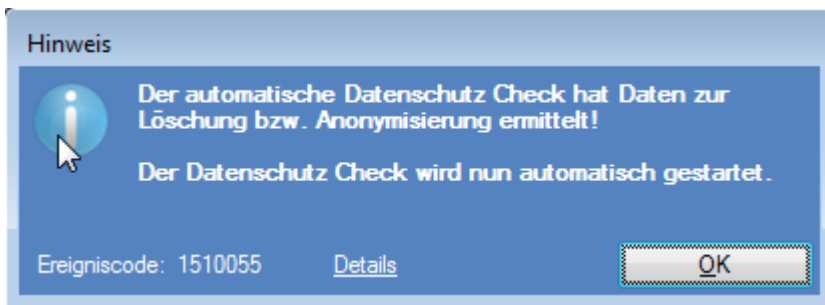 Hinweis
Der automatische Datenschutz Check hat Daten zur
Löschung bzw. Anonymisierung ermittelt!
Der Datenschutz Check wird nun automatisch gestartet.
Ereigniscode: 1510055 Details OK